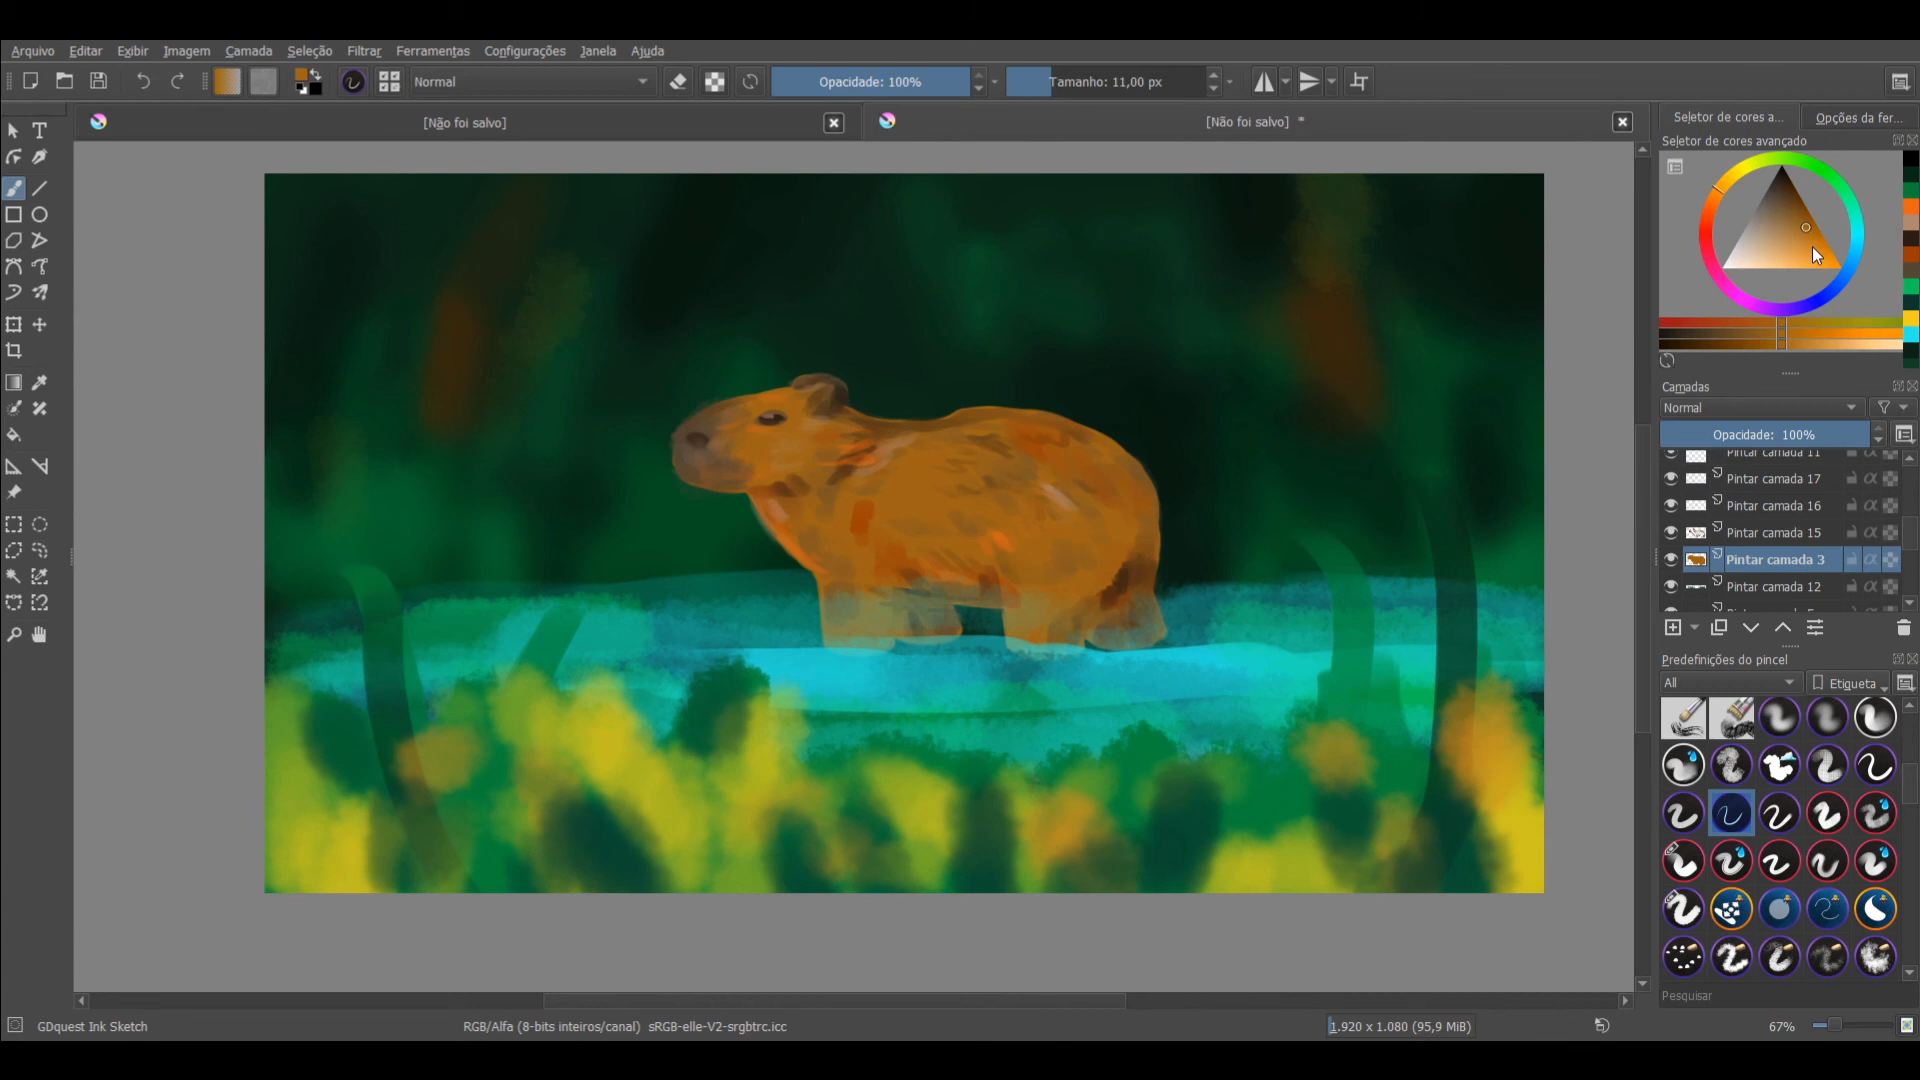 Arquivo Editar Exibir Imagem Camada Seleção Filtrar Ferramentas Configurações Janela Ajuda
Normal Opacidade: 100% Tamanho: 11,00 px
[Não foi salvo] [Não foi salvo] *
Seletor de cores a... Opções da fer...
Seletor de cores avançado
Camadas
Normal
Opacidade: 100%
Pintar camada 11
Pintar camada 17
Pintar camada 16
Pintar camada 15
Pintar camada 3
Pintar camada 12
Predefinições do pincel
All Etiqueta
Pesquisar
GDquest Ink Sketch RGB/Alfa (8-bits inteiros/canal) sRGB-elle-V2-srgbtrc.icc 1.920 x 1.080 (95,9 MiB) 67%